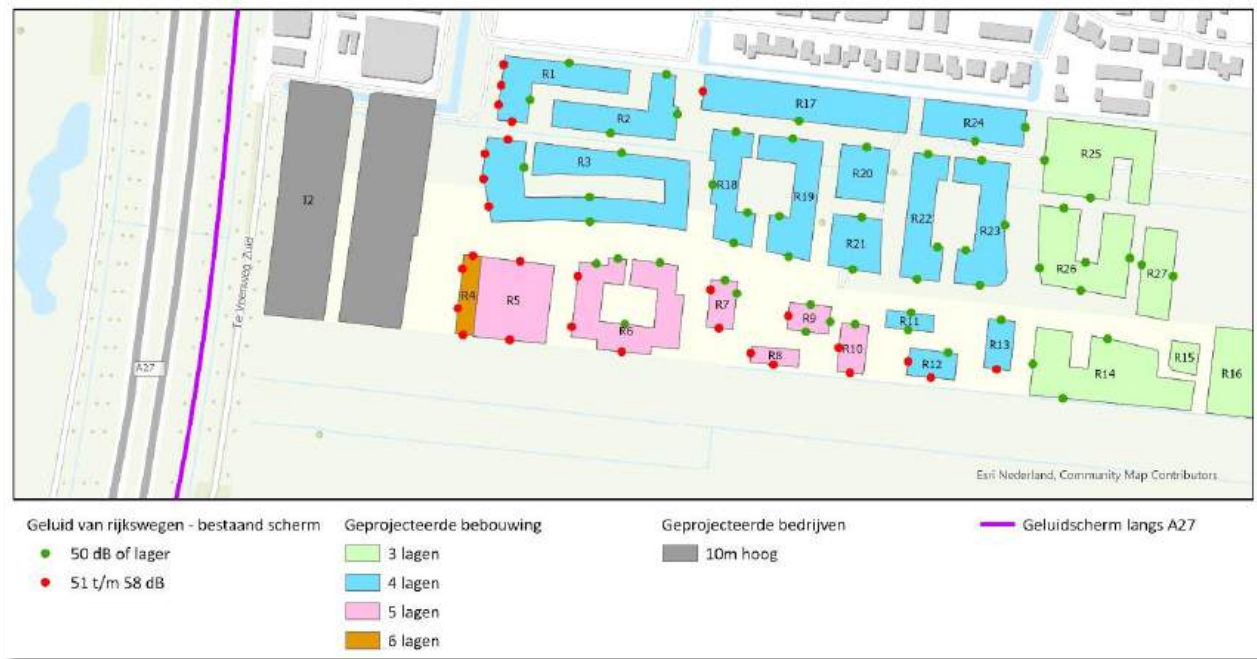 R1
R2
R17
R24
R25
R3
R18
R19
R20
R22
R23
I2
R21
R26
R27
Te Veenweg Zuid
R4
R5
R6
R7
R9
R11
R10
R13
R8
R12
R14
R15
R16
A27
Esri Nederland, Community Map Contributors
Geluid van rijkswegen - bestaand scherm
50 dB of lager
51 t/m 58 dB
Geprojecteerde bebouwing
3 lagen
4 lagen
5 lagen
6 lagen
Geprojecteerde bedrijven
10m hoog
Geluidscherm langs A27